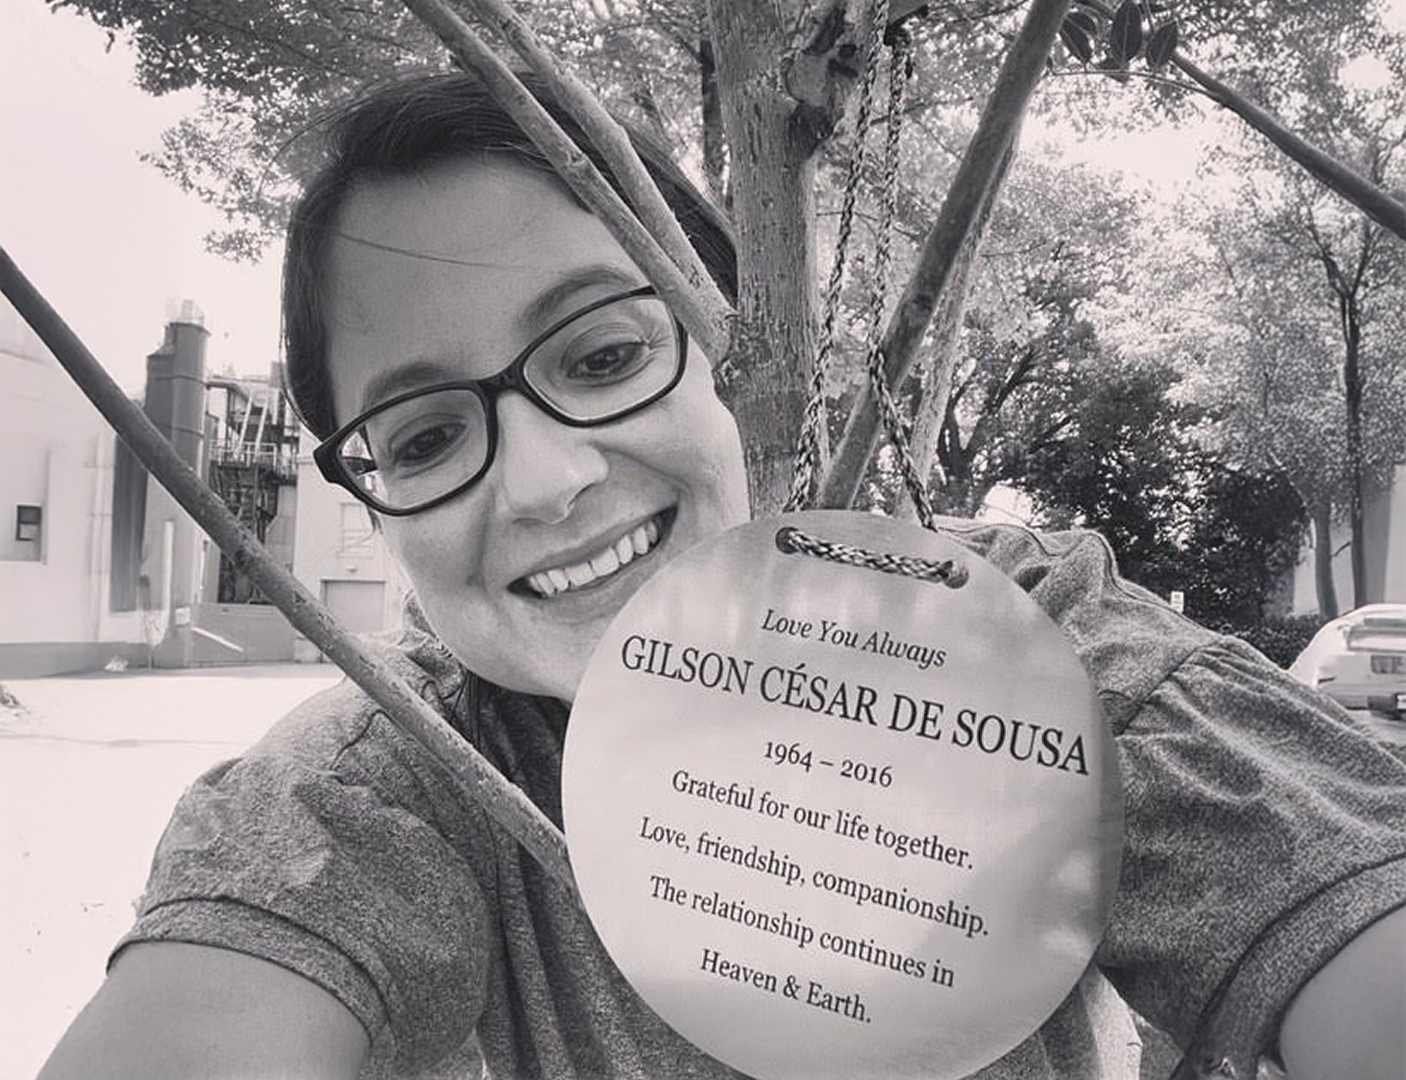 Love You Always
GILSON CÉSAR DE SOUSA
1964 – 2016
Grateful for our life together.
Love, friendship, companionship.
The relationship continues in
Heaven & Earth.